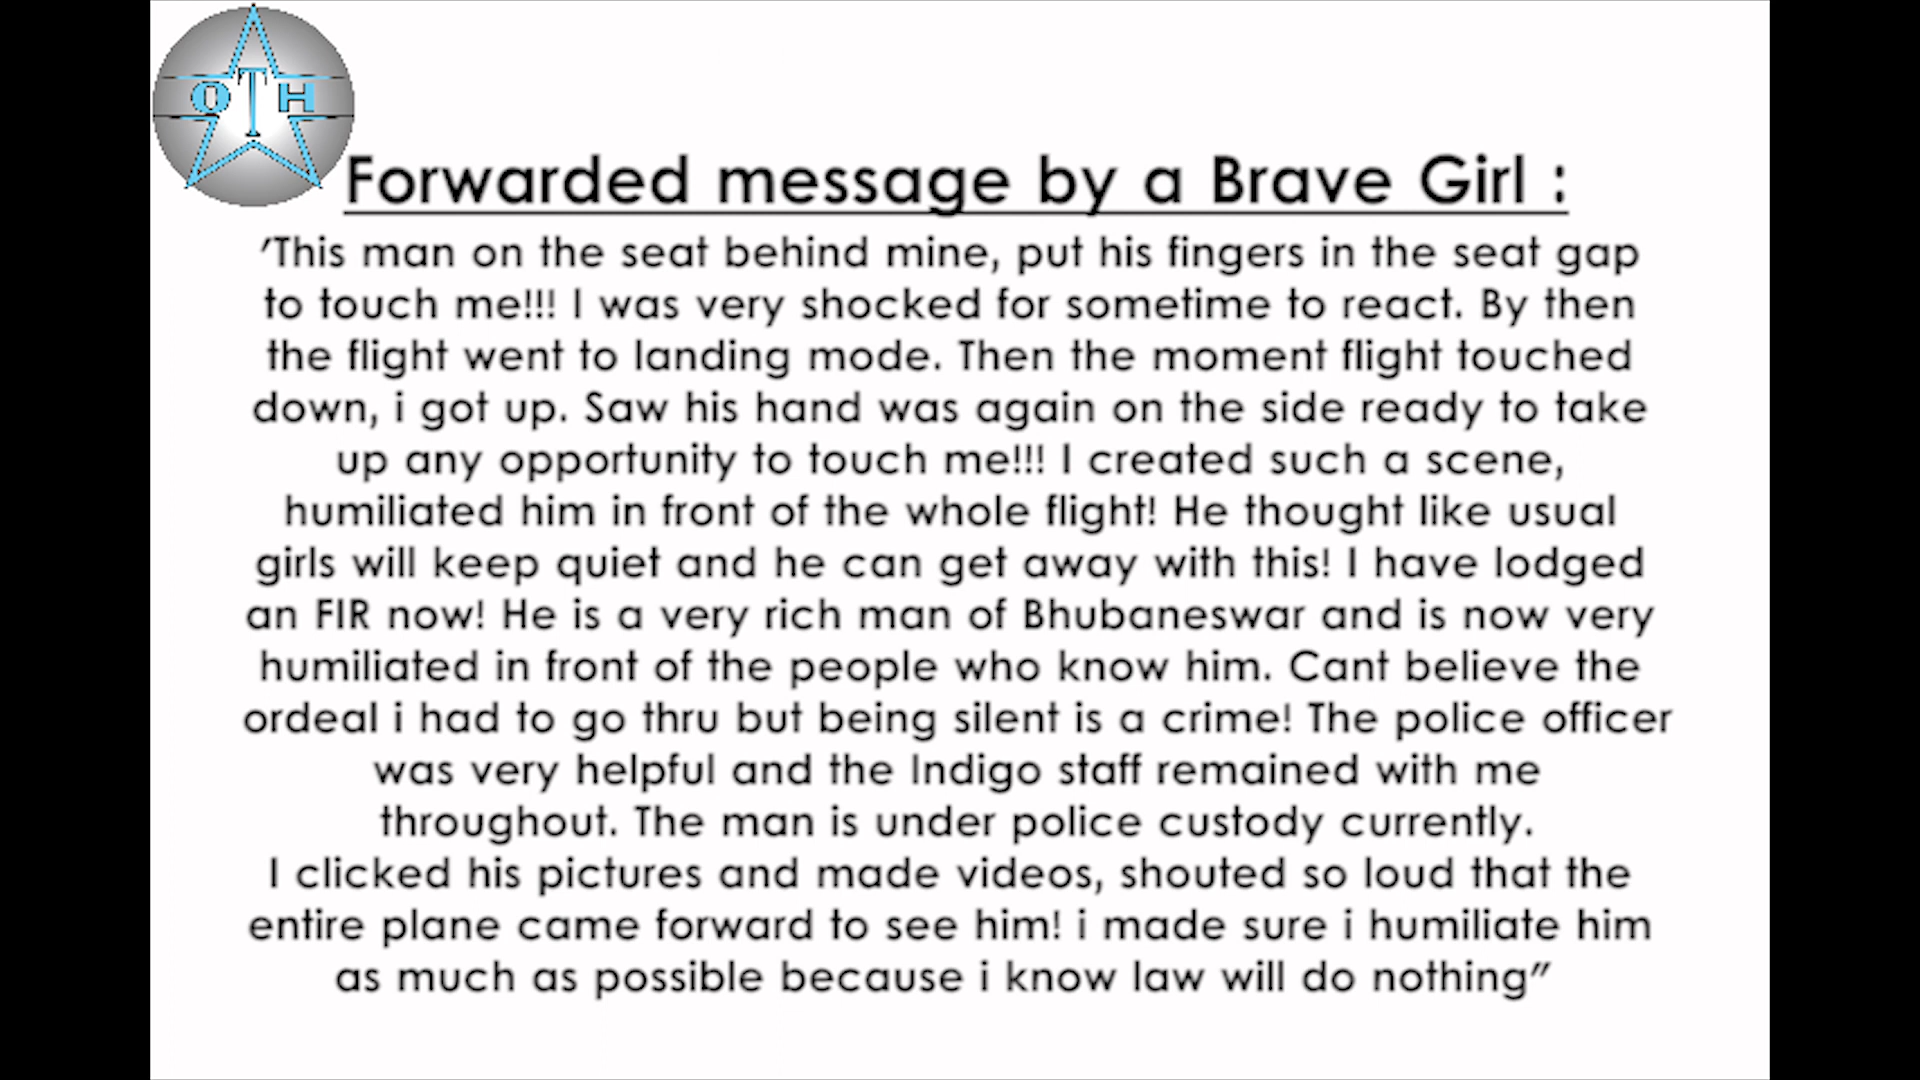 OTH
Forwarded message by a Brave Girl :
'This man on the seat behind mine, put his fingers in the seat gap
to touch me!!! I was very shocked for sometime to react. By then
the flight went to landing mode. Then the moment flight touched
down, i got up. Saw his hand was again on the side ready to take
up any opportunity to touch me!!! I created such a scene,
humiliated him in front of the whole flight! He thought like usual
girls will keep quiet and he can get away with this! I have lodged
an FIR now! He is a very rich man of Bhubaneswar and is now very
humiliated in front of the people who know him. Cant believe the
ordeal i had to go thru but being silent is a crime! The police officer
was very helpful and the Indigo staff remained with me
throughout. The man is under police custody currently.
I clicked his pictures and made videos, shouted so loud that the
entire plane came forward to see him! i made sure i humiliate him
as much as possible because i know law will do nothing”